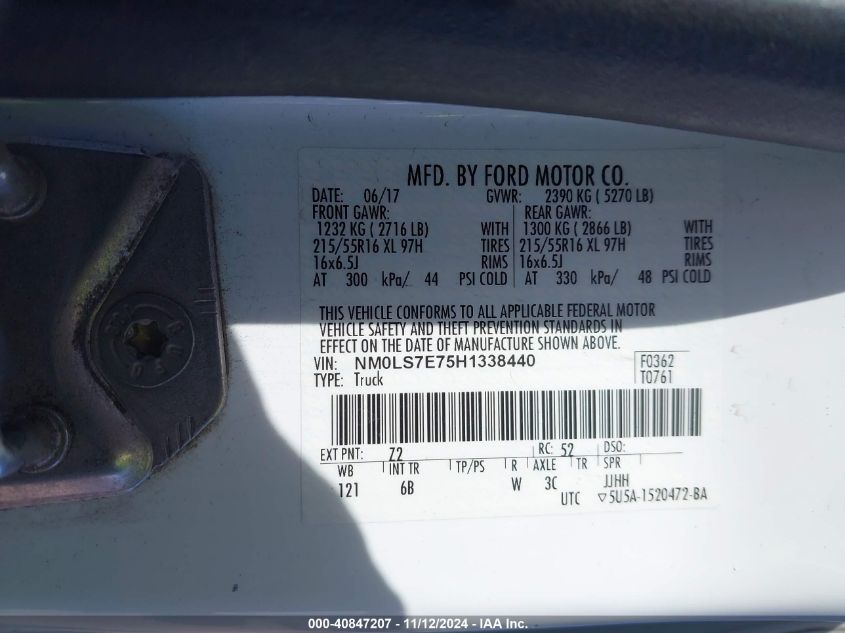 MFD. BY FORD MOTOR CO.
DATE: 06/17 GVWR: 2390 KG ( 5270 LB)
FRONT GAWR: REAR GAWR:
1232 KG ( 2716 LB) WITH 1300 KG ( 2866 LB) WITH
215/55R16 XL 97H TIRES 215/55R16 XL 97H TIRES
16x6.5J RIMS 16x6.5J RIMS
AT 300 kPa/ 44 PSI COLD AT 330 kPa/ 48 PSI COLD
THIS VEHICLE CONFORMS TO ALL APPLICABLE FEDERAL MOTOR
VEHICLE SAFETY AND THEFT PREVENTION STANDARDS IN
EFFECT ON THE DATE OF MANUFACTURE SHOWN ABOVE.
VIN: NM0LS7E75H1338440 F0362
TYPE: Truck T0761
EXT PNT: Z2 RC: 52 DSO:
WB INT TR TP/PS R AXLE TR SPR
121 6B W 3C JJHH
UTC ▽5U5A-1520472-BA
000-40847207 - 11/12/2024 - IAA Inc.